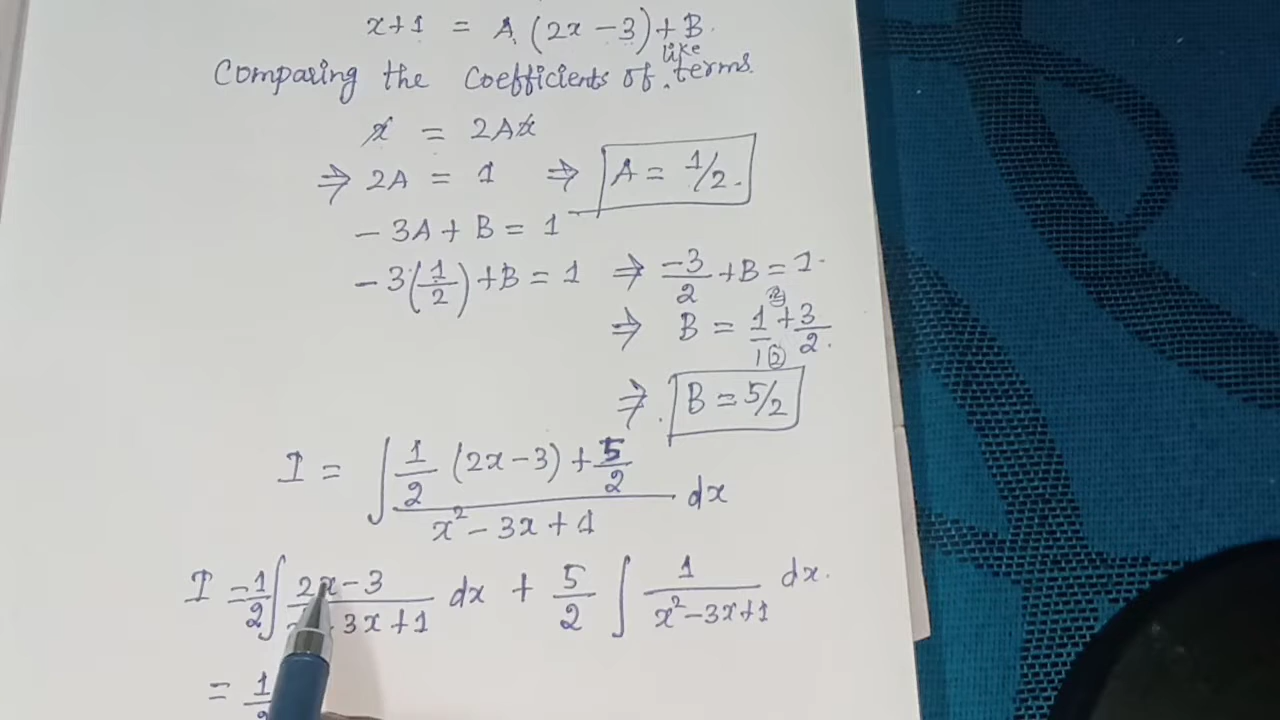 x+1 = A (2x - 3) + B.
Comparing the coefficients of like terms.
x = 2Ax
⇒ 2A = 1 ⇒ A = 1/2.
- 3A + B = 1
- 3(1/2) + B = 1 ⇒ -3/2 + B = 1.
⇒ B = 1/1 + 3/2.
⇒ B = 5/2
I = ∫ (1/2 (2x - 3) + 5/2)/(x² - 3x + 1) dx
I = 1/2 ∫ 2x - 3/ - 3x + 1 dx + 5/2 ∫ 1/(x² - 3x + 1) dx.
= 1/2